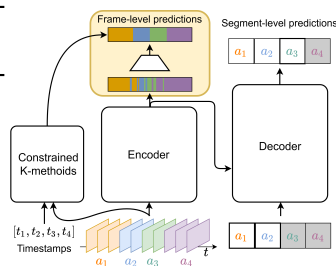 Frame-level predictions
Segment-level predictions
a₁ a₂ a₃ a₄
Constrained
K-methoids
Encoder
Decoder
[t₁, t₂, t₃, t₄]
Timestamps
t
a₁ a₂ a₃ a₄
a₁ a₂ a₃ a₄